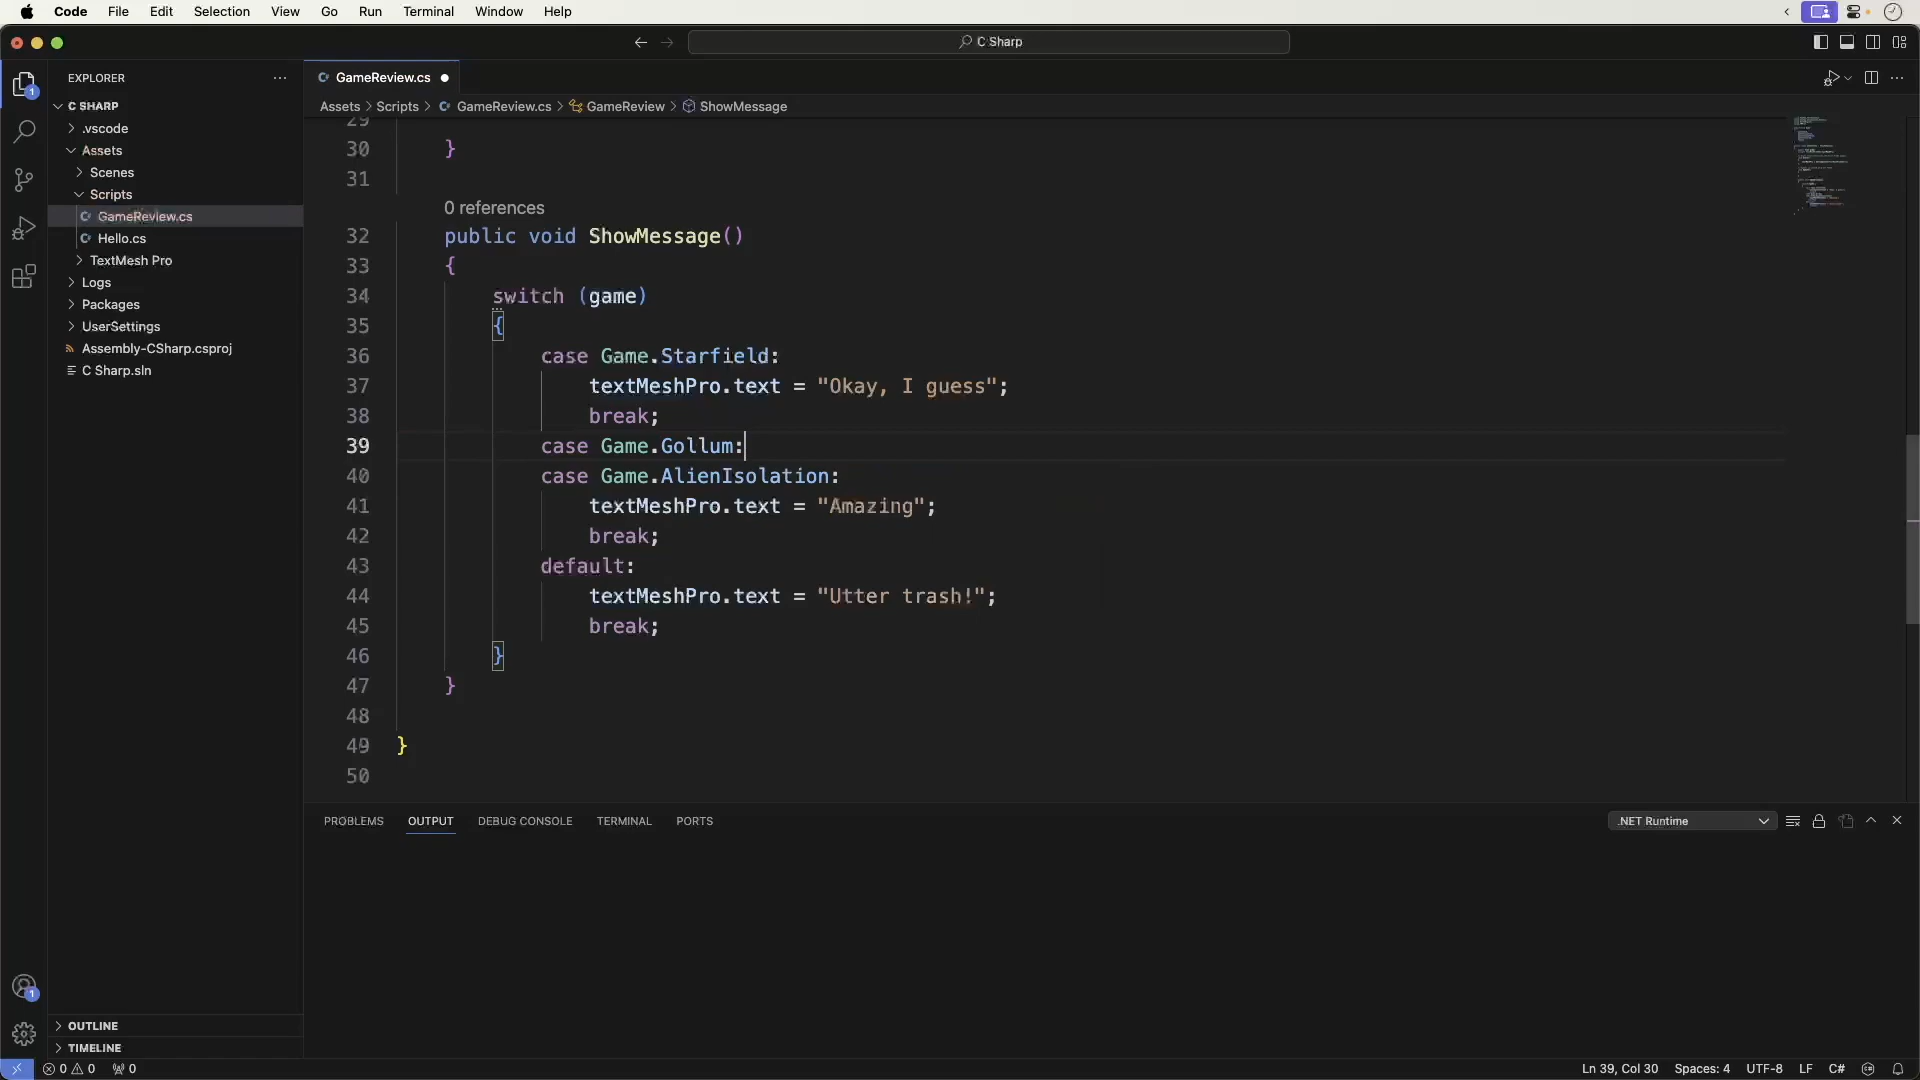 Code File Edit Selection View Go Run Terminal Window Help
C Sharp
EXPLORER
GameReview.cs
C SHARP
Assets > Scripts > GameReview.cs > GameReview > ShowMessage
.vscode
Assets
Scenes
Scripts
GameReview.cs
Hello.cs
TextMesh Pro
Logs
Packages
UserSettings
Assembly-CSharp.csproj
C Sharp.sln
29
30 }
31
0 references
32 public void ShowMessage()
33 {
34 switch (game)
35 {
36 case Game.Starfield:
37 textMeshPro.text = "Okay, I guess";
38 break;
39 case Game.Gollum:
40 case Game.AlienIsolation:
41 textMeshPro.text = "Amazing";
42 break;
43 default:
44 textMeshPro.text = "Utter trash!";
45 break;
46 }
47 }
48
49 }
50
PROBLEMS OUTPUT DEBUG CONSOLE TERMINAL PORTS
.NET Runtime
1
1
OUTLINE
TIMELINE
0 0 0
Ln 39, Col 30 Spaces: 4 UTF-8 LF C#